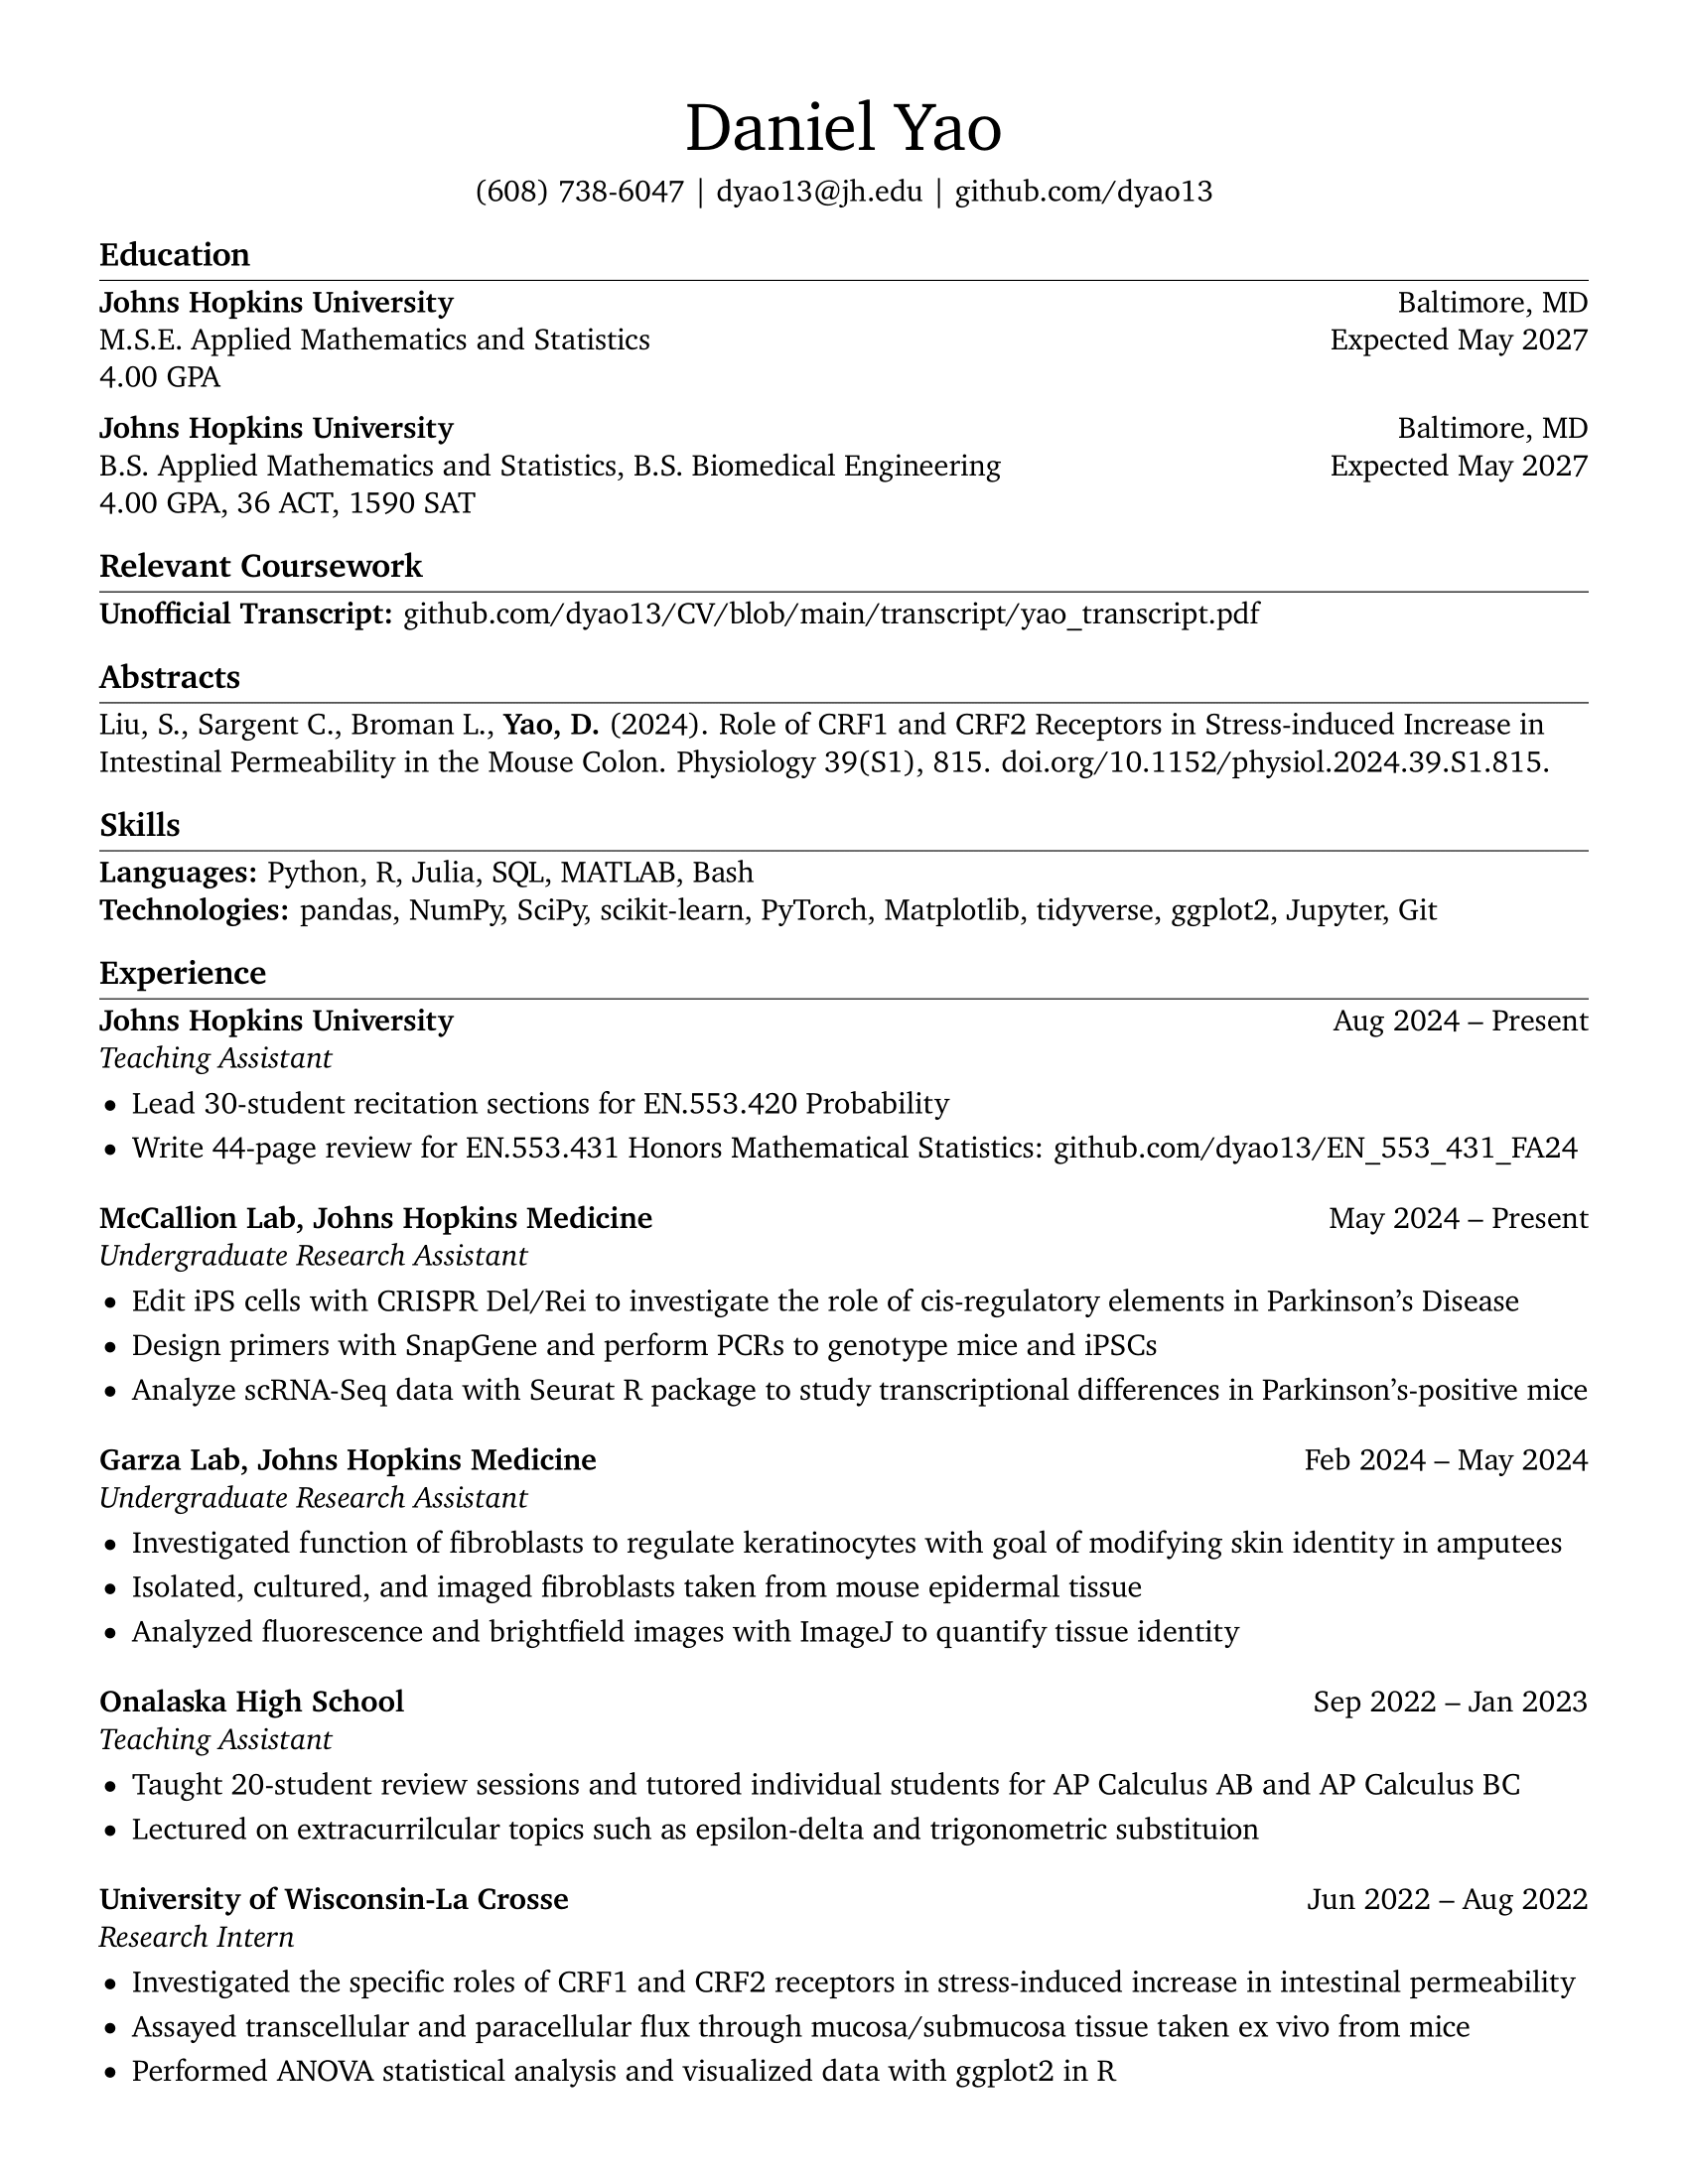 Daniel Yao
(608) 738-6047 | dyao13@jh.edu | github.com/dyao13
Education
Johns Hopkins University Baltimore, MD
M.S.E. Applied Mathematics and Statistics Expected May 2027
4.00 GPA
Johns Hopkins University Baltimore, MD
B.S. Applied Mathematics and Statistics, B.S. Biomedical Engineering Expected May 2027
4.00 GPA, 36 ACT, 1590 SAT
Relevant Coursework
Unofficial Transcript: github.com/dyao13/CV/blob/main/transcript/yao_transcript.pdf
Abstracts
Liu, S., Sargent C., Broman L., Yao, D. (2024). Role of CRF1 and CRF2 Receptors in Stress-induced Increase in
Intestinal Permeability in the Mouse Colon. Physiology 39(S1), 815. doi.org/10.1152/physiol.2024.39.S1.815.
Skills
Languages: Python, R, Julia, SQL, MATLAB, Bash
Technologies: pandas, NumPy, SciPy, scikit-learn, PyTorch, Matplotlib, tidyverse, ggplot2, Jupyter, Git
Experience
Johns Hopkins University Aug 2024 – Present
Teaching Assistant
• Lead 30-student recitation sections for EN.553.420 Probability
• Write 44-page review for EN.553.431 Honors Mathematical Statistics: github.com/dyao13/EN_553_431_FA24
McCallion Lab, Johns Hopkins Medicine May 2024 – Present
Undergraduate Research Assistant
• Edit iPS cells with CRISPR Del/Rei to investigate the role of cis-regulatory elements in Parkinson's Disease
• Design primers with SnapGene and perform PCRs to genotype mice and iPSCs
• Analyze scRNA-Seq data with Seurat R package to study transcriptional differences in Parkinson's-positive mice
Garza Lab, Johns Hopkins Medicine Feb 2024 – May 2024
Undergraduate Research Assistant
• Investigated function of fibroblasts to regulate keratinocytes with goal of modifying skin identity in amputees
• Isolated, cultured, and imaged fibroblasts taken from mouse epidermal tissue
• Analyzed fluorescence and brightfield images with ImageJ to quantify tissue identity
Onalaska High School Sep 2022 – Jan 2023
Teaching Assistant
• Taught 20-student review sessions and tutored individual students for AP Calculus AB and AP Calculus BC
• Lectured on extracurrilcular topics such as epsilon-delta and trigonometric substituion
University of Wisconsin-La Crosse Jun 2022 – Aug 2022
Research Intern
• Investigated the specific roles of CRF1 and CRF2 receptors in stress-induced increase in intestinal permeability
• Assayed transcellular and paracellular flux through mucosa/submucosa tissue taken ex vivo from mice
• Performed ANOVA statistical analysis and visualized data with ggplot2 in R